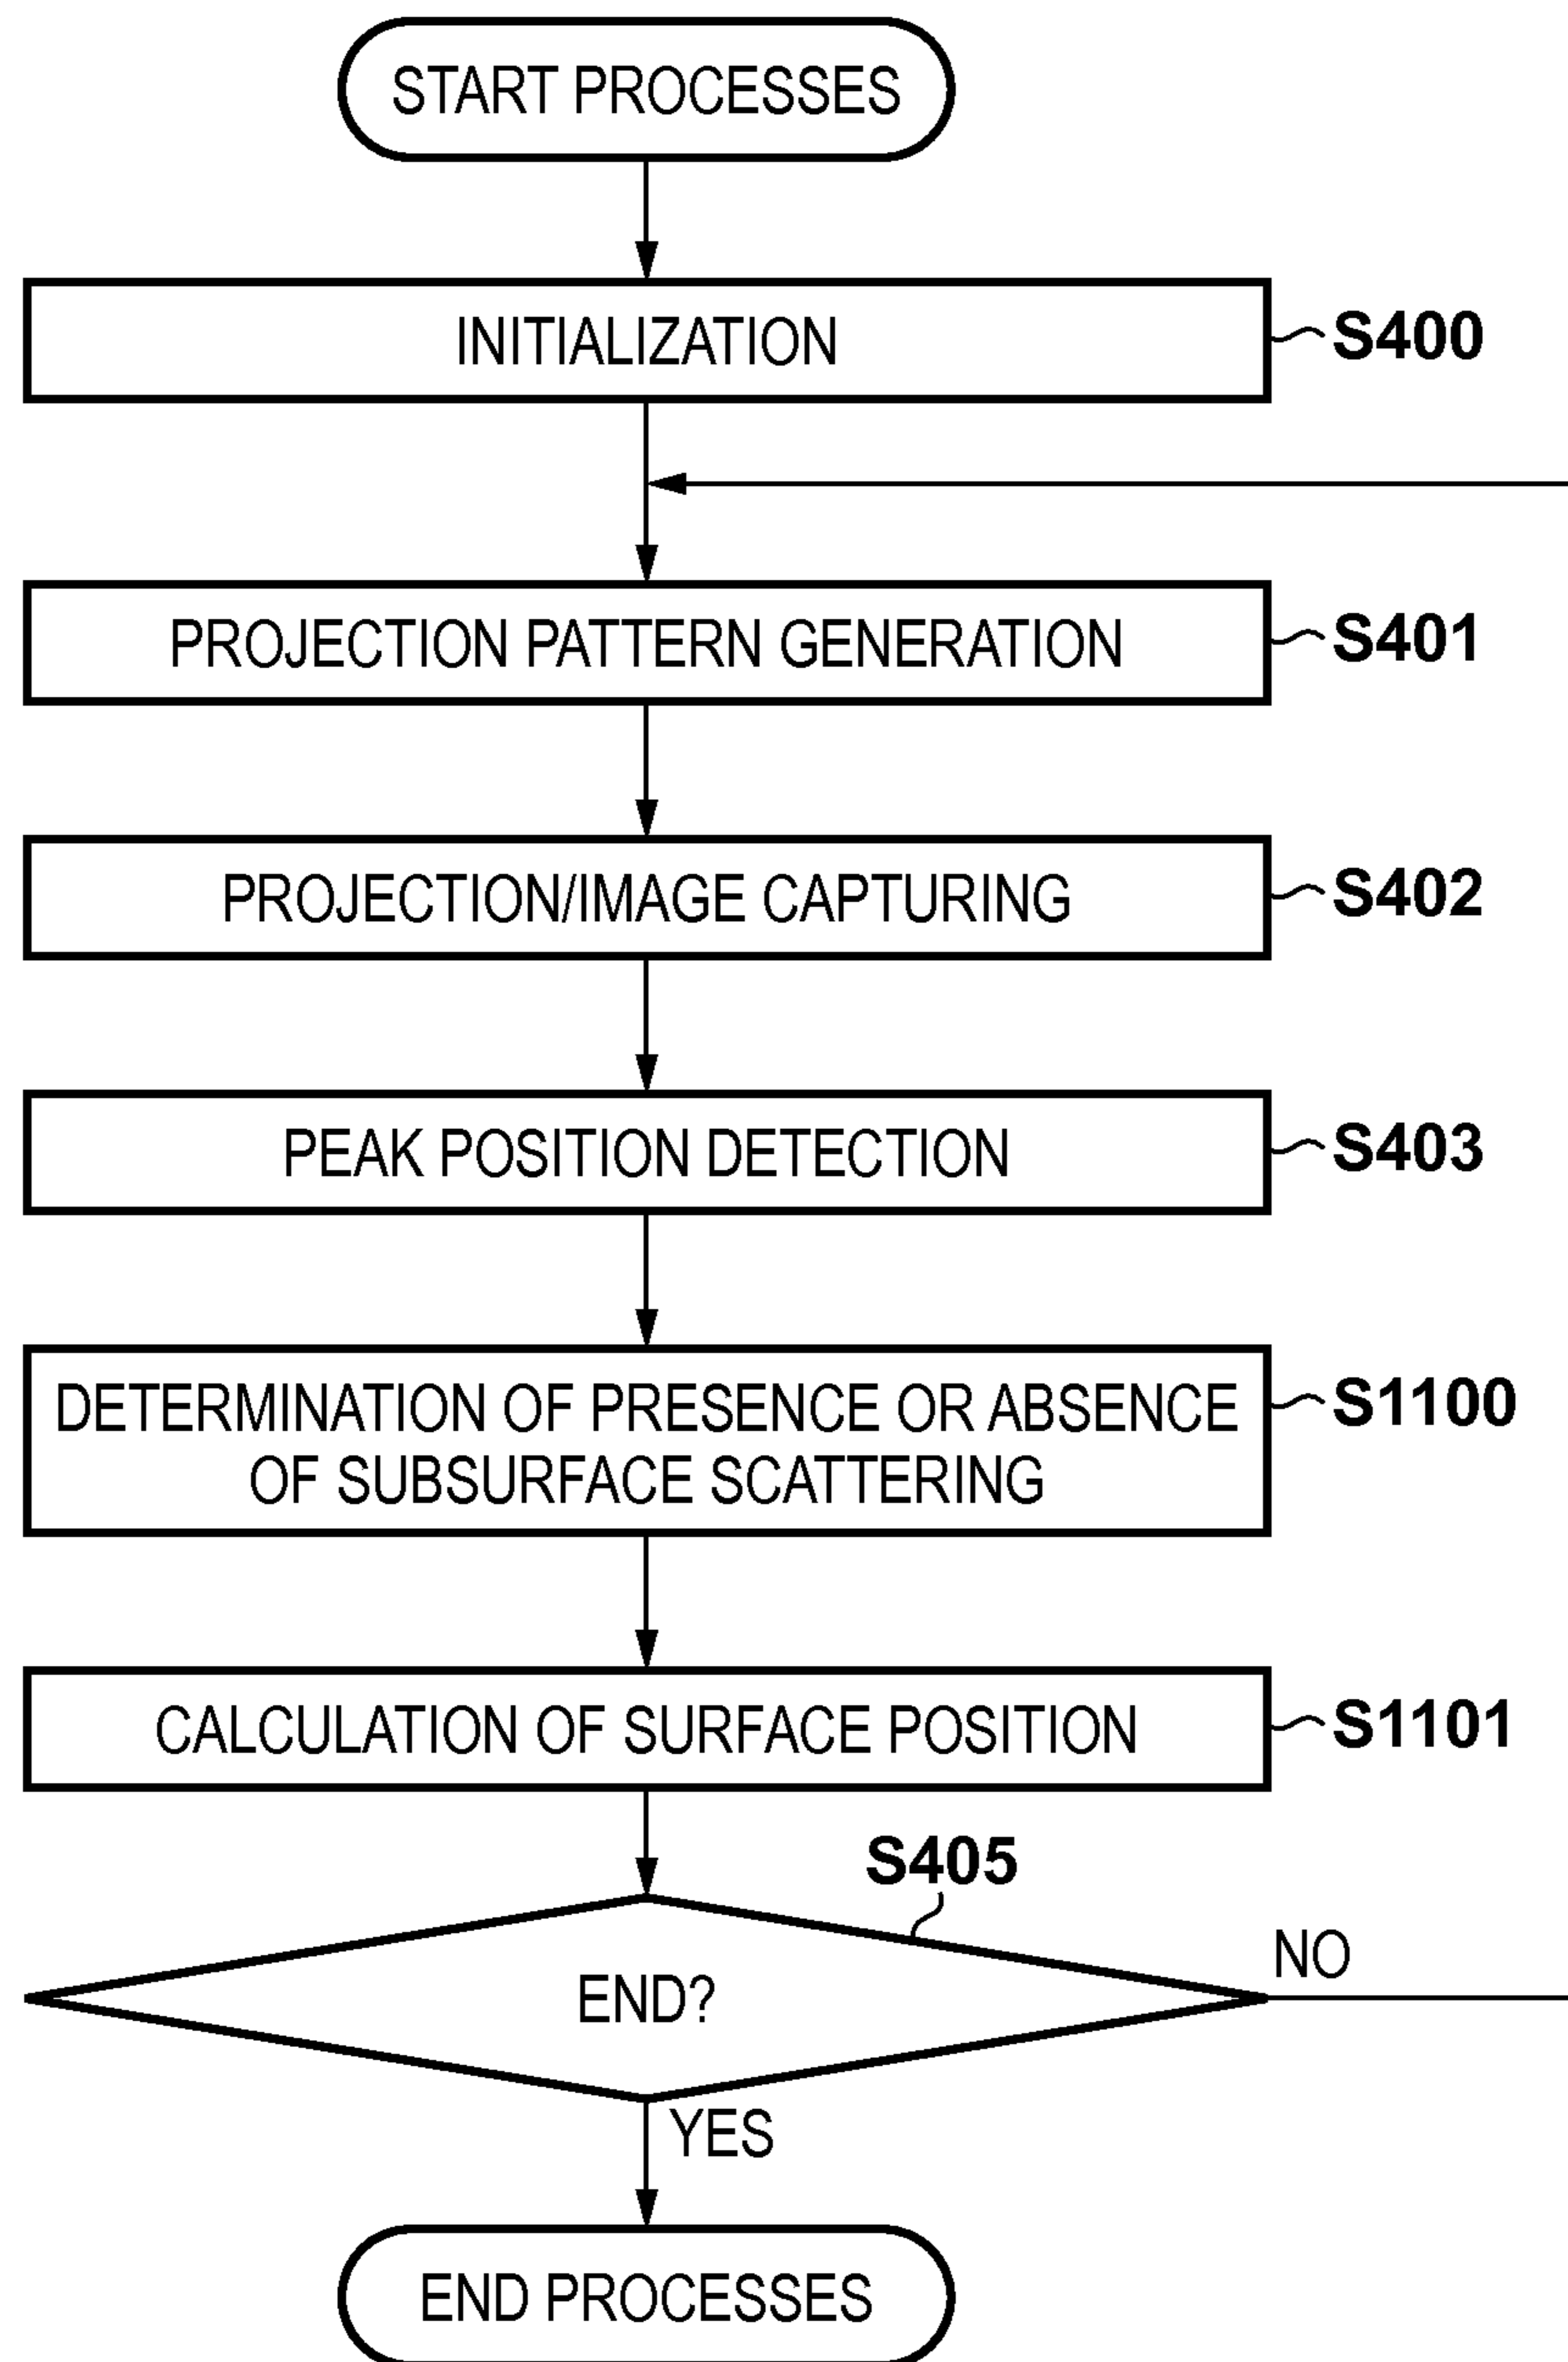 START PROCESSES
INITIALIZATION
S400
PROJECTION PATTERN GENERATION
S401
PROJECTION/IMAGE CAPTURING
S402
PEAK POSITION DETECTION
S403
DETERMINATION OF PRESENCE OR ABSENCE
OF SUBSURFACE SCATTERING
S1100
CALCULATION OF SURFACE POSITION
S1101
S405
END?
NO
YES
END PROCESSES